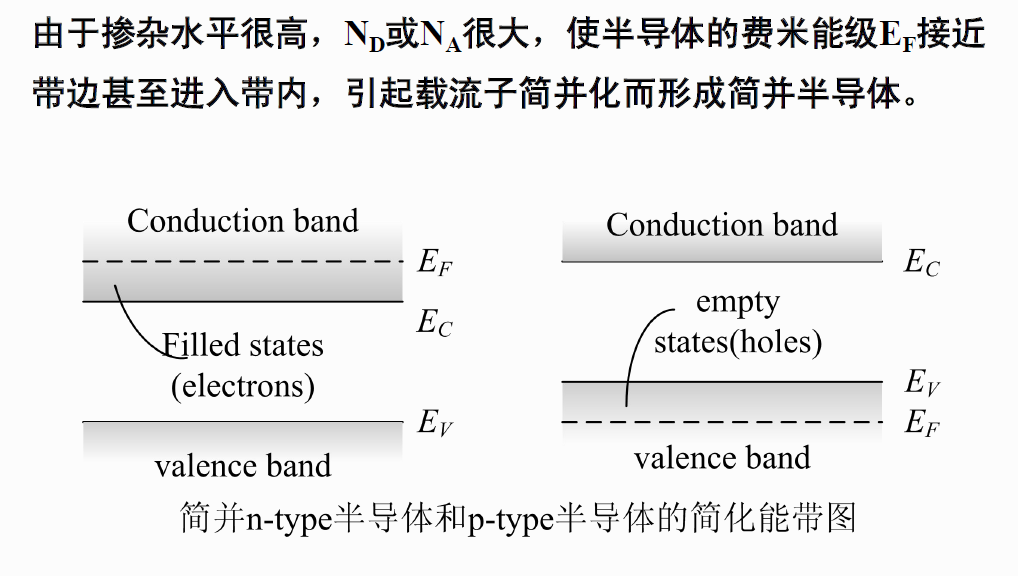 由于掺杂水平很高，ND或NA很大，使半导体的费米能级EF接近
带边甚至进入带内，引起载流子简并化而形成简并半导体。
Conduction band
EF
EC
Filled states
(electrons)
EV
valence band
Conduction band
EC
empty
states(holes)
EV
EF
valence band
简并n-type半导体和p-type半导体的简化能带图